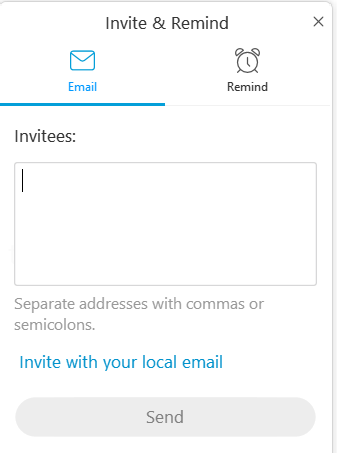 Invite & Remind
Email
Remind
Invitees:
Separate addresses with commas or
semicolons.
Invite with your local email
Send